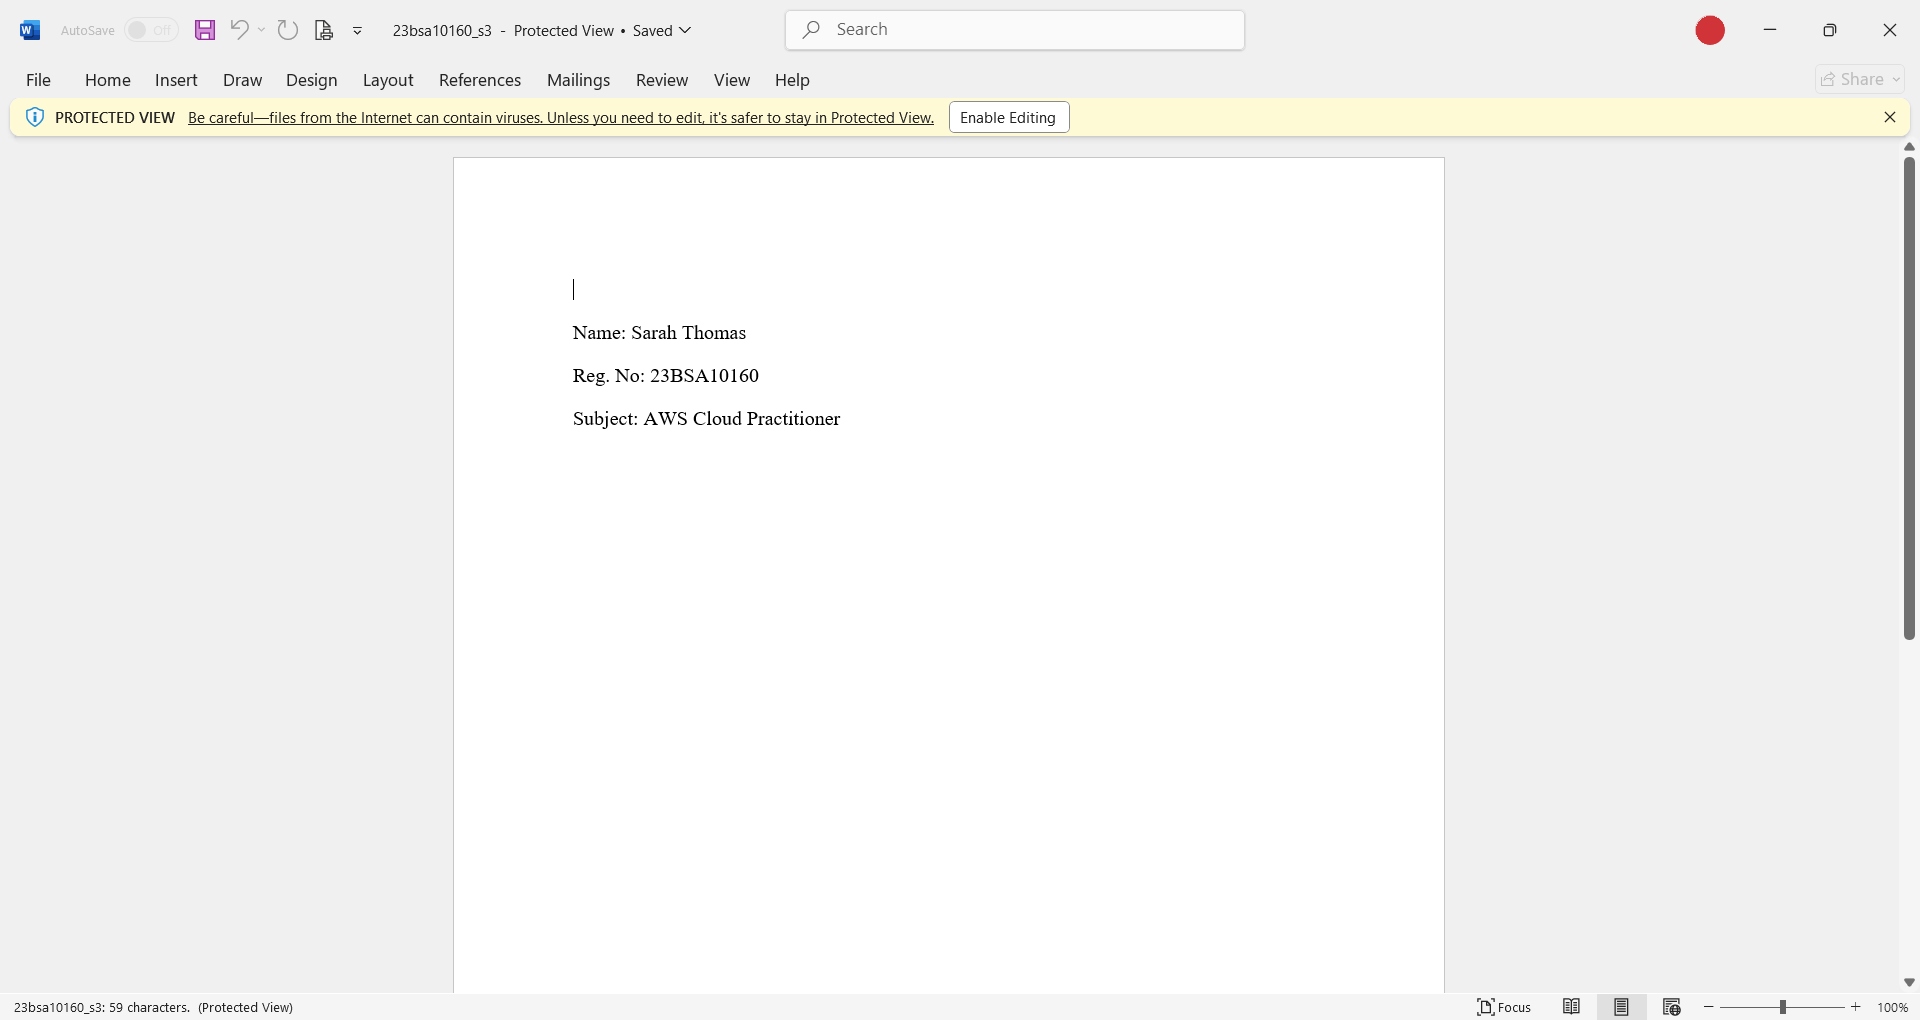 AutoSave Off 23bsa10160_s3 - Protected View • Saved Search
File Home Insert Draw Design Layout References Mailings Review View Help Share
PROTECTED VIEW Be careful—files from the Internet can contain viruses. Unless you need to edit, it's safer to stay in Protected View. Enable Editing
Name: Sarah Thomas
Reg. No: 23BSA10160
Subject: AWS Cloud Practitioner
23bsa10160_s3: 59 characters. (Protected View) Focus 100%